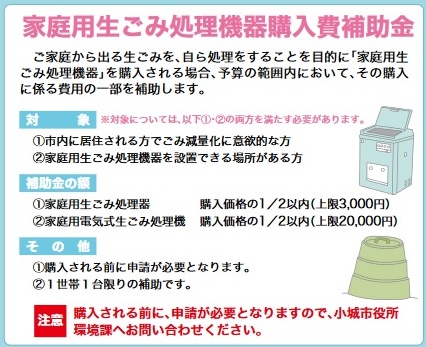 家庭用生ごみ処理機器購入費補助金
ご家庭から出る生ごみを、自ら処理をすることを目的に「家庭用生
ごみ処理機器」を購入される場合、予算の範囲内において、その購入
に係る費用の一部を補助します。
対　象 ※対象については、以下①・②の両方を満たす必要があります。
①市内に居住される方でごみ減量化に意欲的な方
②家庭用生ごみ処理機器を設置できる場所がある方
補助金の額
①家庭用生ごみ処理器　購入価格の1／2以内(上限3,000円)
②家庭用電気式生ごみ処理機　購入価格の1／2以内(上限20,000円)
そ の 他
①購入される前に申請が必要となります。
②1世帯1台限りの補助です。
注意 購入される前に、申請が必要となりますので、小城市役所
環境課へお問い合わせください。